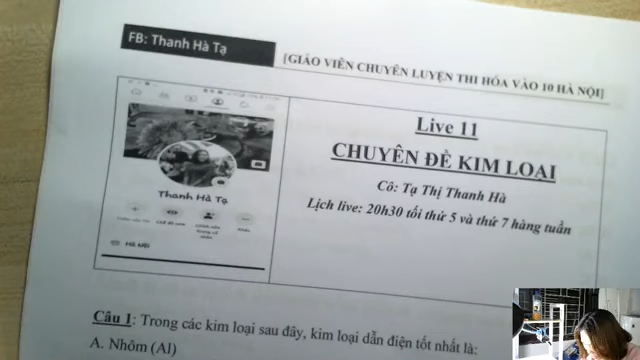 FB: Thanh Hà Tạ
[GIÁO VIÊN CHUYÊN LUYỆN THI HÓA VÀO 10 HÀ NỘI]
Thanh Hà Tạ
Hà Nội
Live 11
CHUYÊN ĐỀ KIM LOẠI
Cô: Tạ Thị Thanh Hà
Lịch live: 20h30 tối thứ 5 và thứ 7 hàng tuần
Câu 1: Trong các kim loại sau đây, kim loại dẫn điện tốt nhất là:
A. Nhôm (Al)